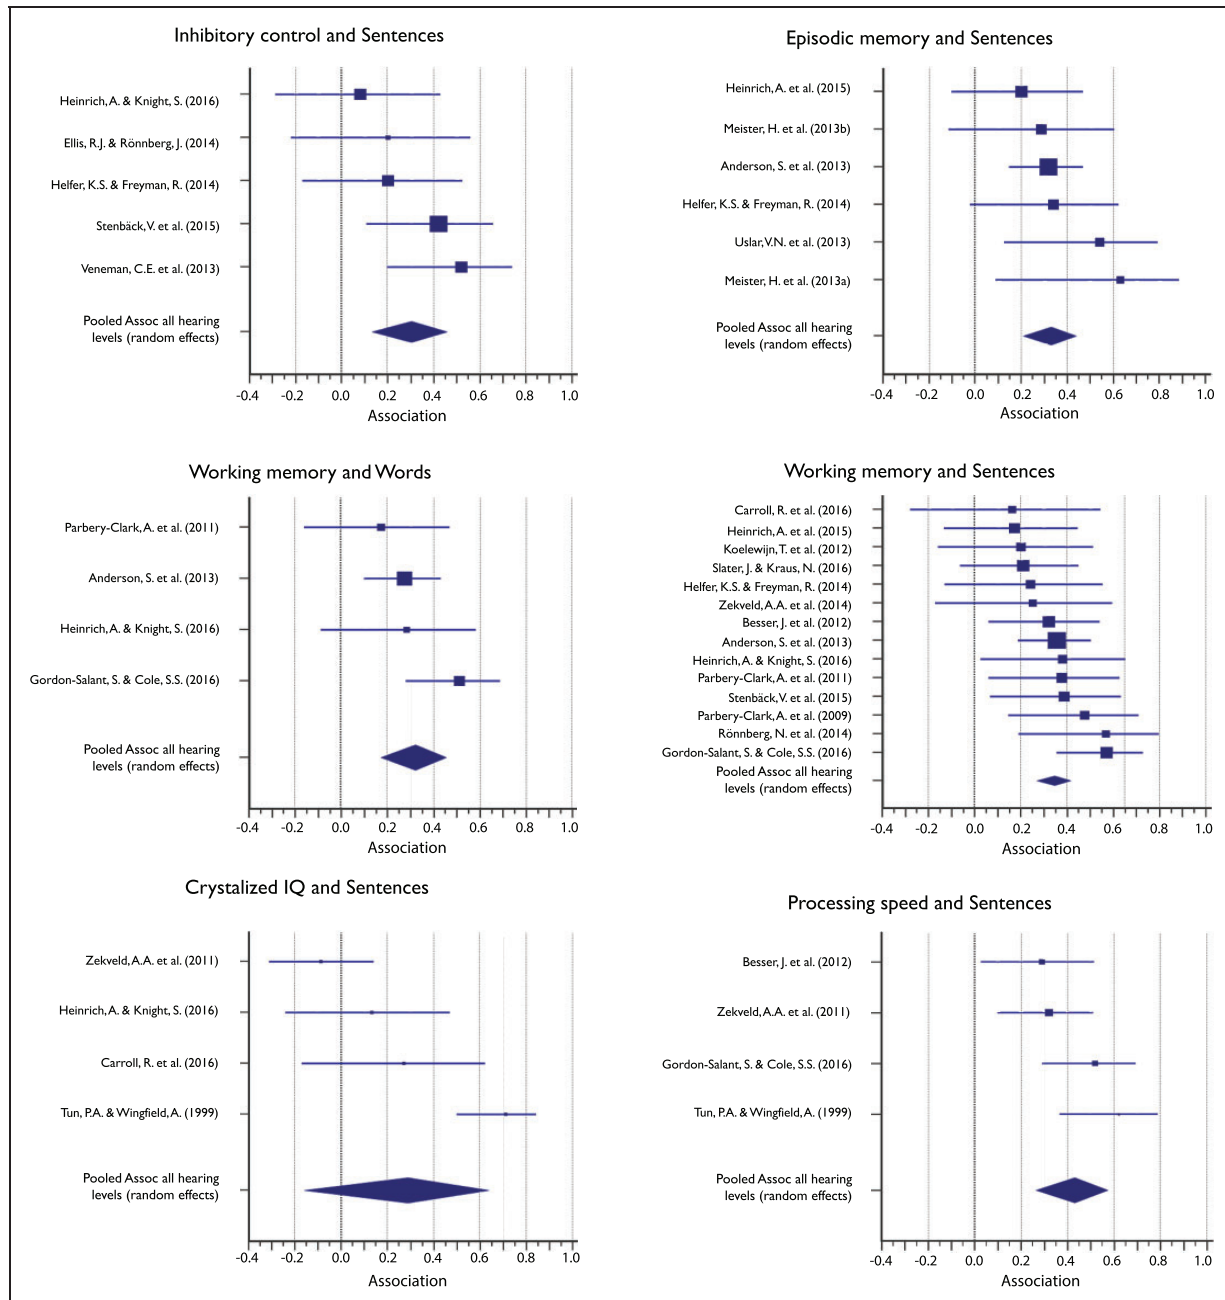 Inhibitory control and Sentences
Heinrich, A. & Knight, S. (2016)
Ellis, R.J. & Rönnberg, J. (2014)
Helfer, K.S. & Freyman, R. (2014)
Stenbäck, V. et al. (2015)
Veneman, C.E. et al. (2013)
Pooled Assoc all hearing
levels (random effects)
-0.4 -0.2 0.0 0.2 0.4 0.6 0.8 1.0
Association
Episodic memory and Sentences
Heinrich, A. et al. (2015)
Meister, H. et al. (2013b)
Anderson, S. et al. (2013)
Helfer, K.S. & Freyman, R. (2014)
Uslar, V.N. et al. (2013)
Meister, H. et al. (2013a)
Pooled Assoc all hearing
levels (random effects)
-0.4 -0.2 0.0 0.2 0.4 0.6 0.8 1.0
Association
Working memory and Words
Parbery-Clark, A. et al. (2011)
Anderson, S. et al. (2013)
Heinrich, A. & Knight, S. (2016)
Gordon-Salant, S. & Cole, S.S. (2016)
Pooled Assoc all hearing
levels (random effects)
-0.4 -0.2 0.0 0.2 0.4 0.6 0.8 1.0
Association
Working memory and Sentences
Carroll, R. et al. (2016)
Heinrich, A. et al. (2015)
Koelewijn, T. et al. (2012)
Slater, J. & Kraus, N. (2016)
Helfer, K.S. & Freyman, R. (2014)
Zekveld, A.A. et al. (2014)
Besser, J. et al. (2012)
Anderson, S. et al. (2013)
Heinrich, A. & Knight, S. (2016)
Parbery-Clark, A. et al. (2011)
Stenbäck, V. et al. (2015)
Parbery-Clark, A. et al. (2009)
Rönnberg, N. et al. (2014)
Gordon-Salant, S. & Cole, S.S. (2016)
Pooled Assoc all hearing
levels (random effects)
-0.4 -0.2 0.0 0.2 0.4 0.6 0.8 1.0
Association
Crystalized IQ and Sentences
Zekveld, A.A. et al. (2011)
Heinrich, A. & Knight, S. (2016)
Carroll, R. et al. (2016)
Tun, P.A. & Wingfield, A. (1999)
Pooled Assoc all hearing
levels (random effects)
-0.4 -0.2 0.0 0.2 0.4 0.6 0.8 1.0
Association
Processing speed and Sentences
Besser, J. et al. (2012)
Zekveld, A.A. et al. (2011)
Gordon-Salant, S. & Cole, S.S. (2016)
Tun, P.A. & Wingfield, A. (1999)
Pooled Assoc all hearing
levels (random effects)
-0.4 -0.2 0.0 0.2 0.4 0.6 0.8 1.0
Association